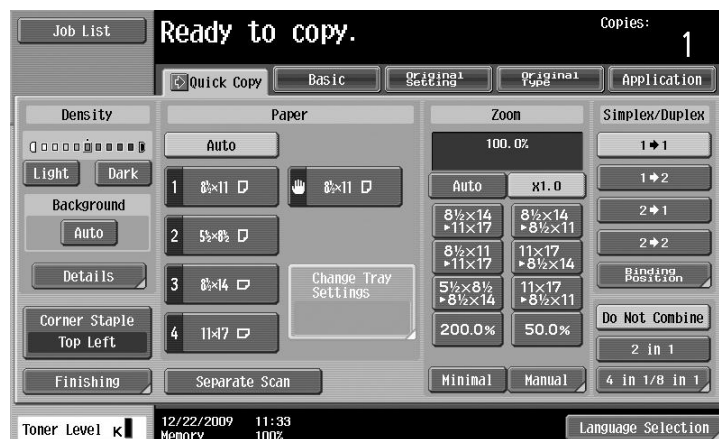 Job List
Ready to copy.
Copies:
1
Quick Copy
Basic
Original
Setting
Original
Type
Application
Density
Light
Dark
Background
Auto
Details
Corner Staple
Top Left
Finishing
Paper
Auto
1 8½×11
8½×11
2 5½×8½
3 8½×14
4 11×17
Change Tray
Settings
Separate Scan
Zoom
100.0%
Auto
x1.0
8½×14
▸11×17
8½×14
▸8½×11
8½×11
▸11×17
11×17
▸8½×14
5½×8½
▸8½×14
11×17
▸8½×11
200.0%
50.0%
Minimal
Manual
Simplex/Duplex
1➜1
1➜2
2➜1
2➜2
Binding
Position
Do Not Combine
2 in 1
4 in 1/8 in 1
Toner Level K
12/22/2009 11:33
Memory 100%
Language Selection